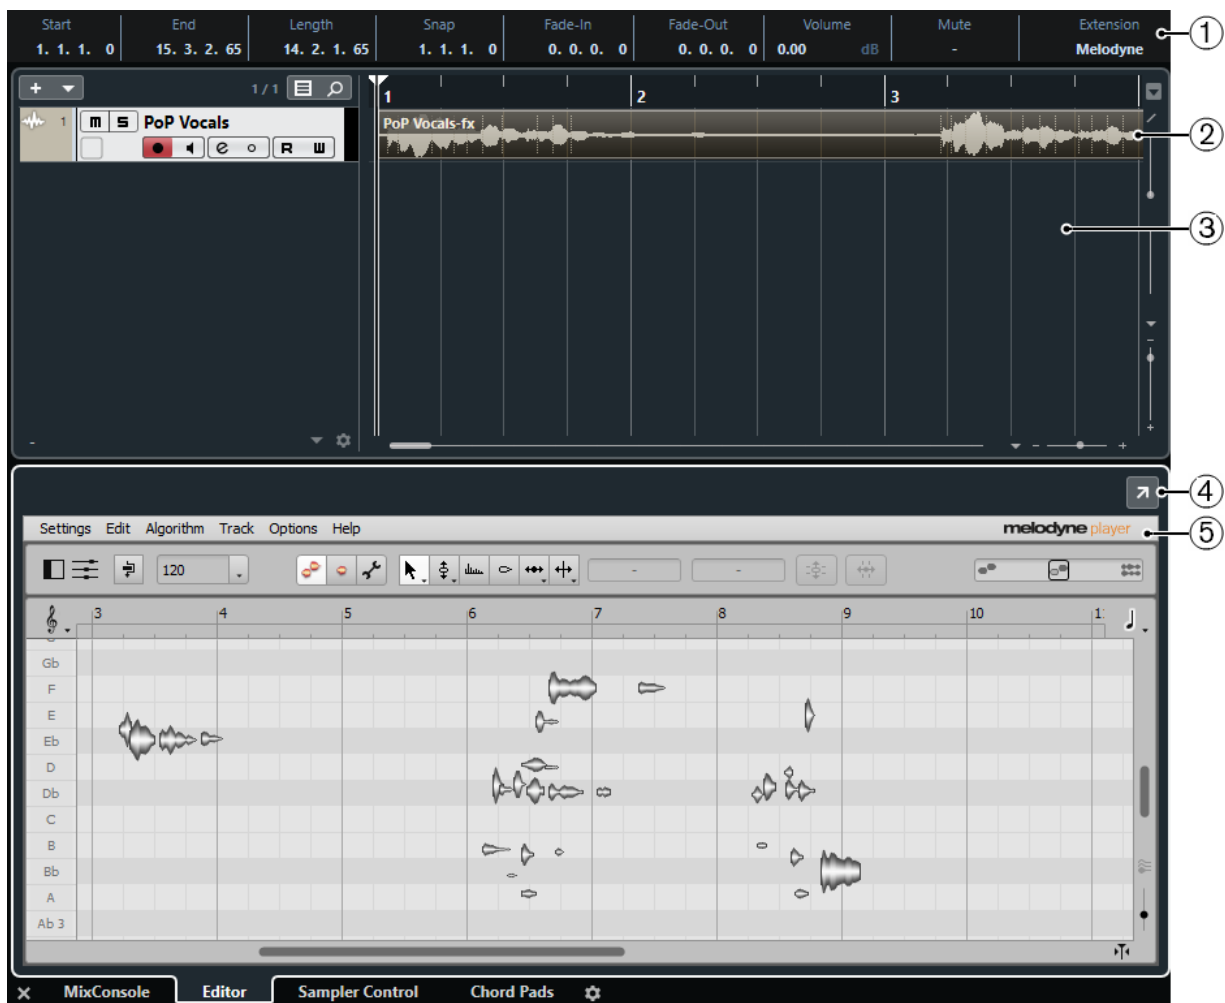 Start End Length Snap Fade-In Fade-Out Volume Mute Extension
1. 1. 1. 0 15. 3. 2. 65 14. 2. 1. 65 1. 1. 1. 0 0. 0. 0. 0 0. 0. 0. 0 0.00 dB - Melodyne
1
+ 1/1
1 2 3
1 m S PoP Vocals
PoP Vocals-fx
2
e R W
3
-
- +
4
Settings Edit Algorithm Track Options Help melodyne player
5
120 - -
3 4 5 6 7 8 9 10
Gb
F
E
Eb
D
Db
C
B
Bb
A
Ab 3
MixConsole Editor Sampler Control Chord Pads